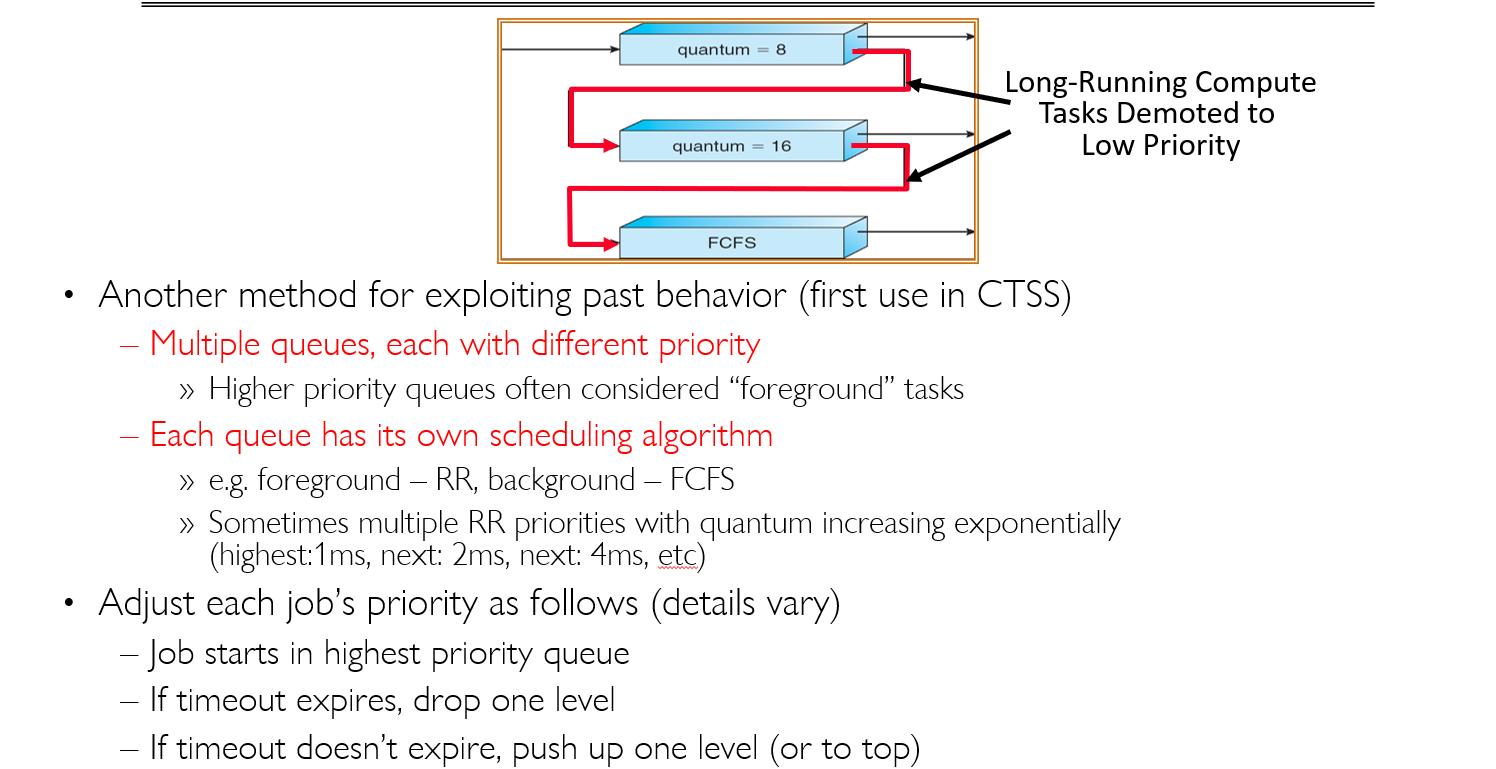 quantum = 8
Long-Running Compute
Tasks Demoted to
Low Priority
quantum = 16
FCFS
• Another method for exploiting past behavior (first use in CTSS)
– Multiple queues, each with different priority
» Higher priority queues often considered “foreground” tasks
– Each queue has its own scheduling algorithm
» e.g. foreground – RR, background – FCFS
» Sometimes multiple RR priorities with quantum increasing exponentially
(highest:1ms, next: 2ms, next: 4ms, etc)
• Adjust each job’s priority as follows (details vary)
– Job starts in highest priority queue
– If timeout expires, drop one level
– If timeout doesn’t expire, push up one level (or to top)